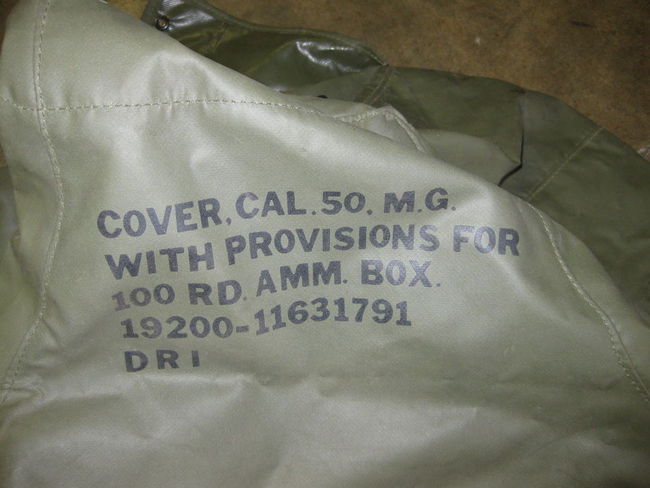 COVER, CAL. 50. M.G.
WITH PROVISIONS FOR
100 RD. AMM. BOX.
19200-11631791
DRI